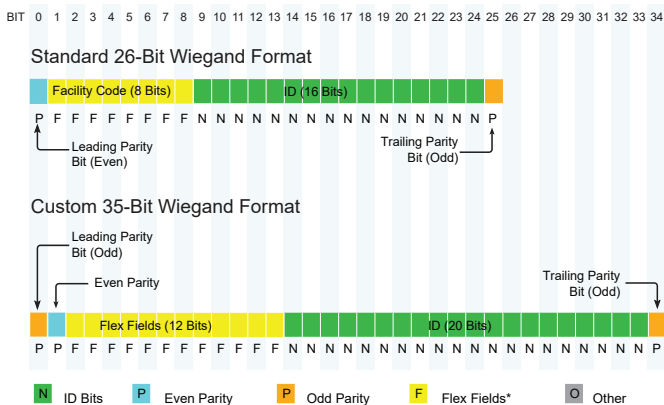 BIT 0 1 2 3 4 5 6 7 8 9 10 11 12 13 14 15 16 17 18 19 20 21 22 23 24 25 26 27 28 29 30 31 32 33 34
Standard 26-Bit Wiegand Format
Facility Code (8 Bits) ID (16 Bits)
P F F F F F F F F N N N N N N N N N N N N N N N N P
Leading Parity
Bit (Even)
Trailing Parity
Bit (Odd)
Custom 35-Bit Wiegand Format
Leading Parity
Bit (Odd)
Even Parity
Trailing Parity
Bit (Odd)
Flex Fields (12 Bits) ID (20 Bits)
P P F F F F F F F F F F F F N N N N N N N N N N N N N N N N N N N N P
N ID Bits P Even Parity P Odd Parity F Flex Fields* O Other